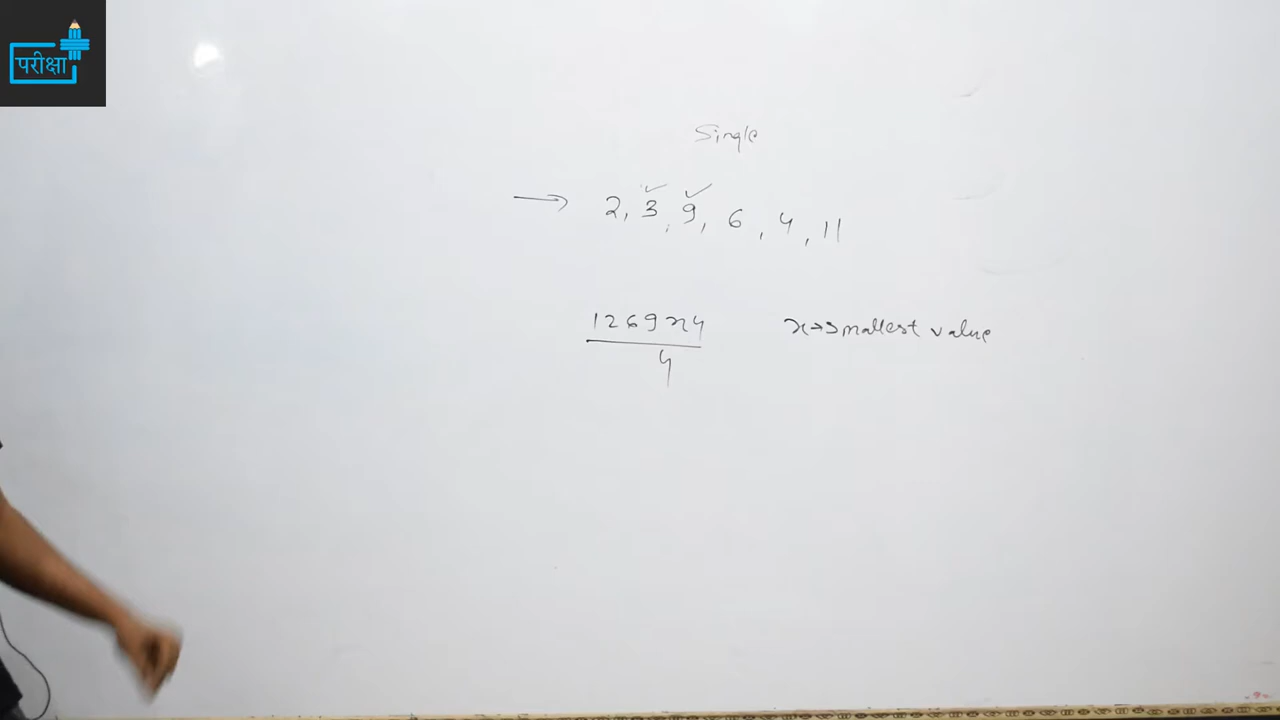 परीक्षा
Single
→ 2, 3, 9, 6, 4, 11
1269x4 x→smallest value
4